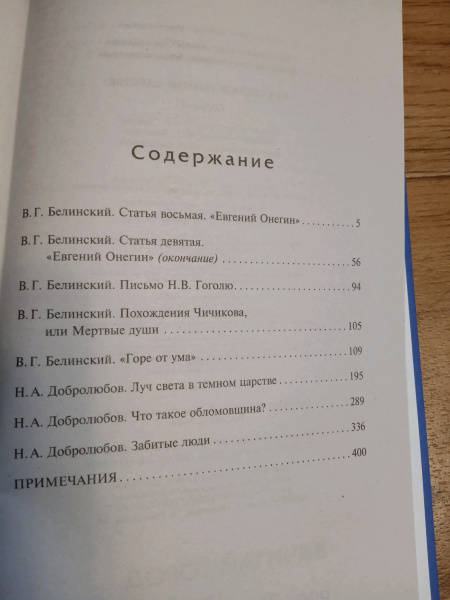 Содержание
В. Г. Белинский. Статья восьмая. «Евгений Онегин» ........... 5
В. Г. Белинский. Статья девятая.
«Евгений Онегин» (окончание) ........................ 56
В. Г. Белинский. Письмо Н.В. Гоголю ..................... 94
В. Г. Белинский. Похождения Чичикова,
или Мертвые души ................................ 105
В. Г. Белинский. «Горе от ума» ........................... 109
Н. А. Добролюбов. Луч света в темном царстве ............ 195
Н. А. Добролюбов. Что такое обломовщина? .............. 289
Н. А. Добролюбов. Забитые люди ........................ 336
ПРИМЕЧАНИЯ ........................................ 400